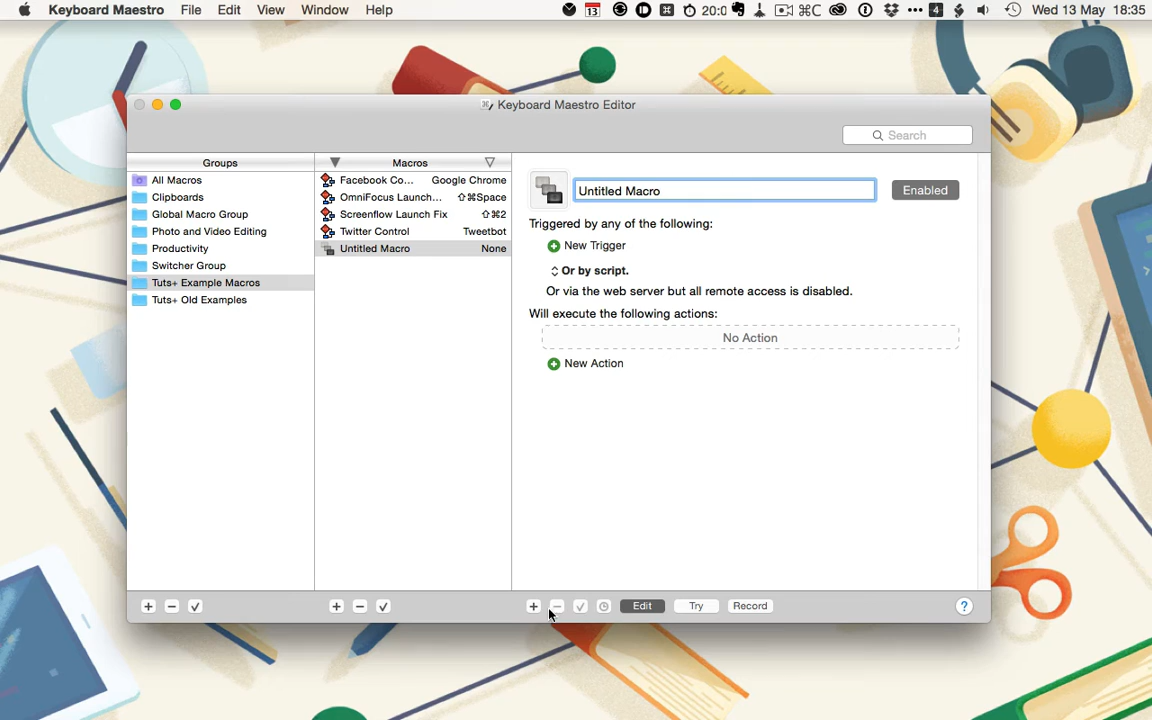 Keyboard Maestro File Edit View Window Help 13 20:0 ⌘C 4 Wed 13 May 18:35
Keyboard Maestro Editor
Search
Groups
All Macros
Clipboards
Global Macro Group
Photo and Video Editing
Productivity
Switcher Group
Tuts+ Example Macros
Tuts+ Old Examples
Macros
Facebook Co... Google Chrome
OmniFocus Launch... ⇧⌘Space
Screenflow Launch Fix ⇧⌘2
Twitter Control Tweetbot
Untitled Macro None
Untitled Macro Enabled
Triggered by any of the following:
New Trigger
Or by script.
Or via the web server but all remote access is disabled.
Will execute the following actions:
No Action
New Action
Edit Try Record ?